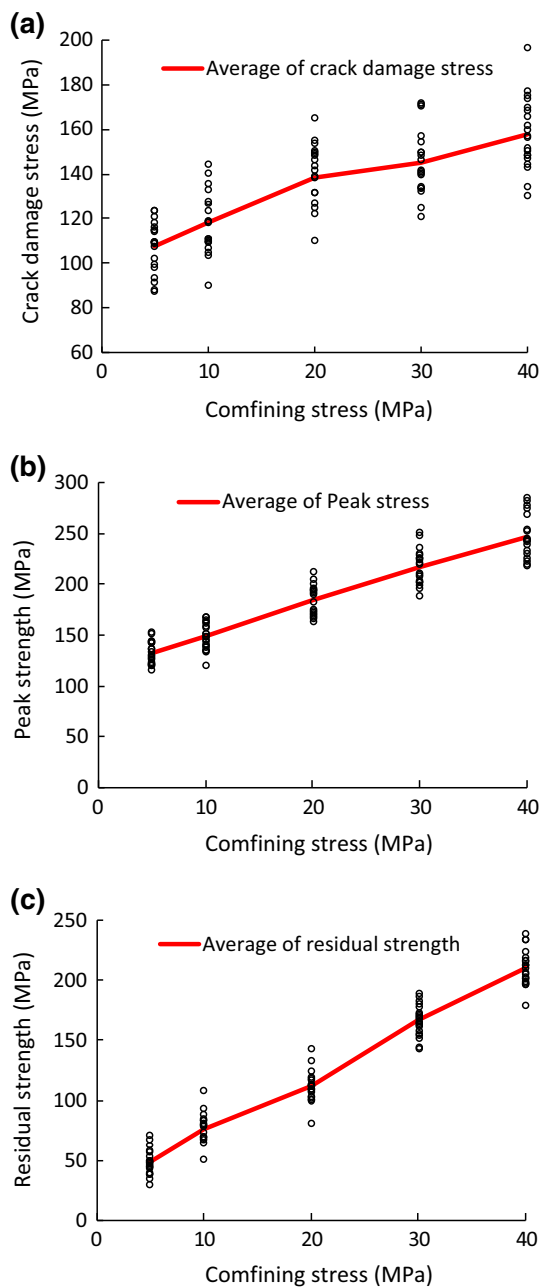 (a)
200
Average of crack damage stress
180
160
140
120
100
80
60
Crack damage stress (MPa)
0 10 20 30 40
Comfining stress (MPa)
(b)
300
Average of Peak stress
250
200
150
100
50
0
Peak strength (MPa)
0 10 20 30 40
Comfining stress (MPa)
(c)
250
Average of residual strength
200
150
100
50
0
Residual strength (MPa)
0 10 20 30 40
Comfining stress (MPa)